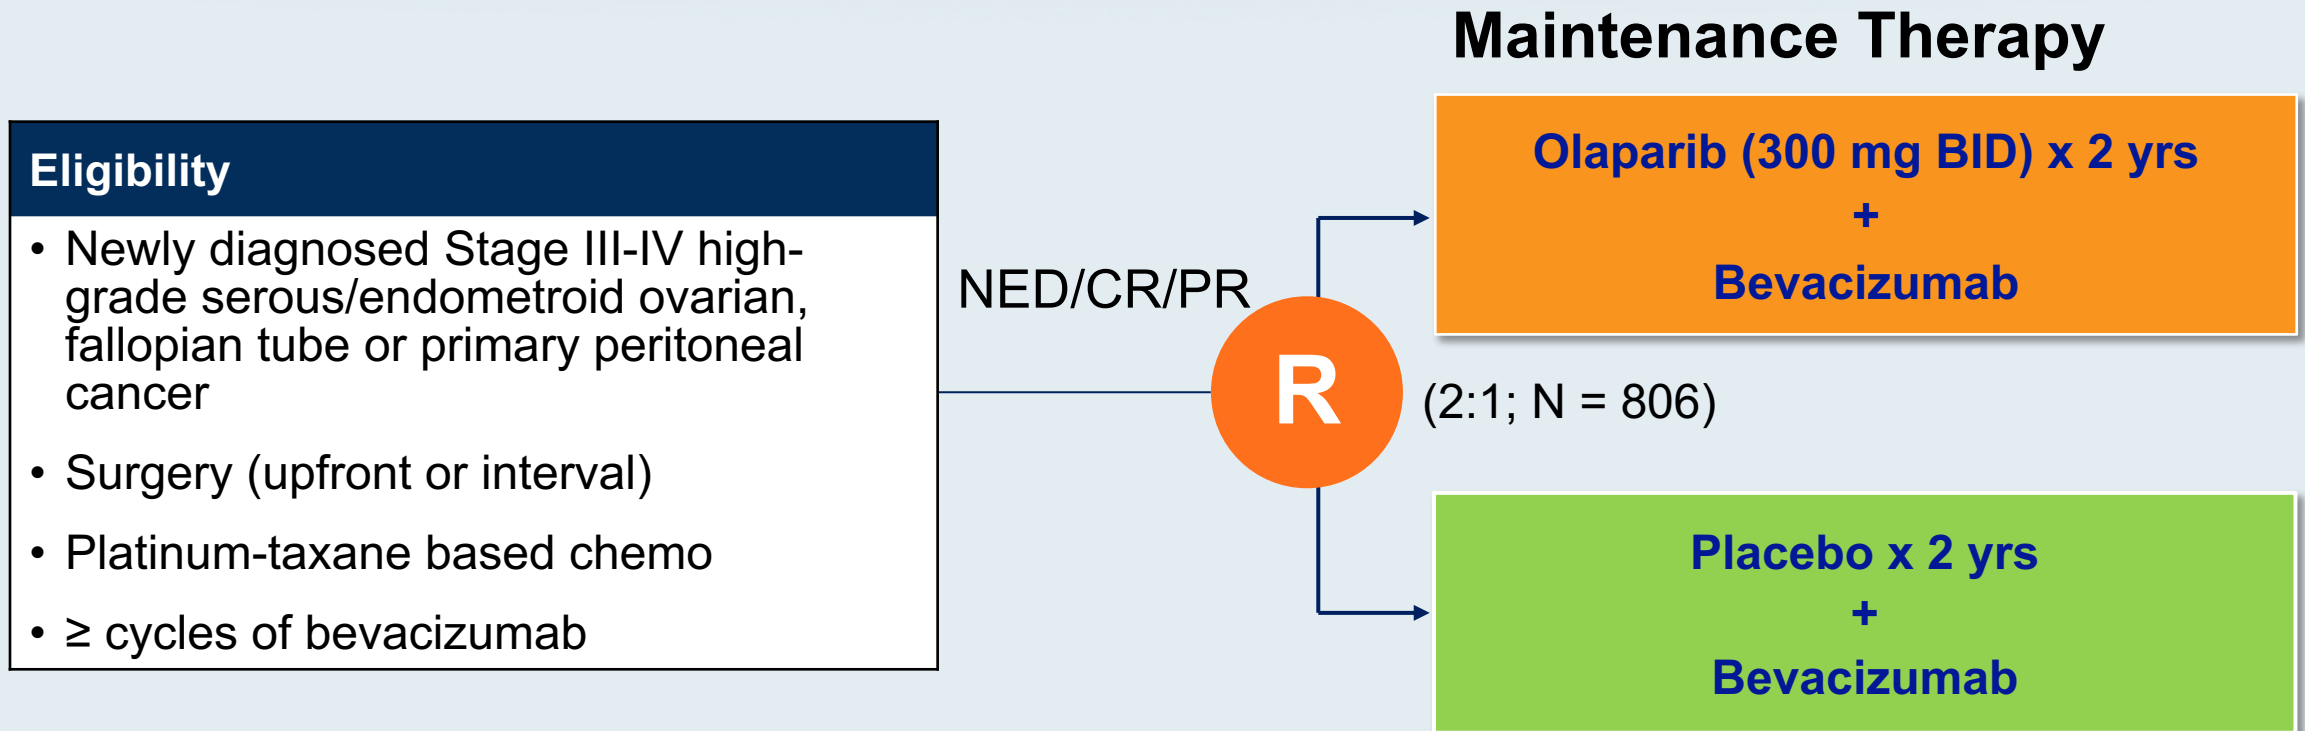 Maintenance Therapy
Eligibility
• Newly diagnosed Stage III-IV high-
grade serous/endometroid ovarian,
fallopian tube or primary peritoneal
cancer
• Surgery (upfront or interval)
• Platinum-taxane based chemo
• ≥ cycles of bevacizumab
NED/CR/PR
R
(2:1; N = 806)
Olaparib (300 mg BID) x 2 yrs
+
Bevacizumab
Placebo x 2 yrs
+
Bevacizumab